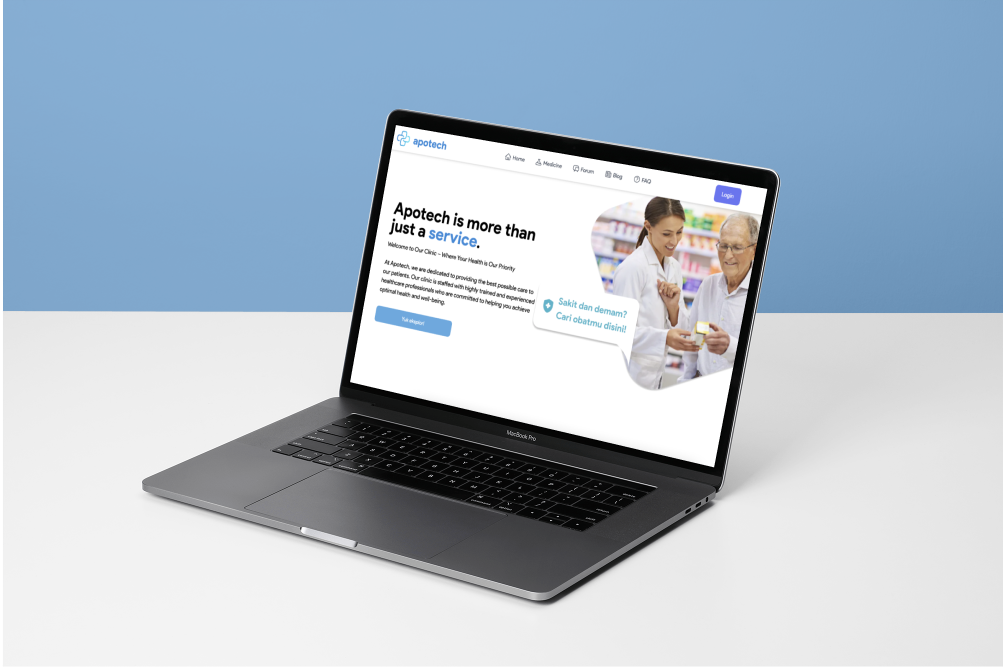 apotech
Home
Medicine
Forum
Blog
FAQ
Login
Apotech is more than
just a service.
Welcome to Our Clinic – Where Your Health is Our Priority
At Apotech, we are dedicated to providing the best possible care to
our patients. Our clinic is staffed with highly trained and experienced
healthcare professionals who are committed to helping you achieve
optimal health and well-being.
Sakit dan demam?
Cari obatmu disini!
MacBook Pro